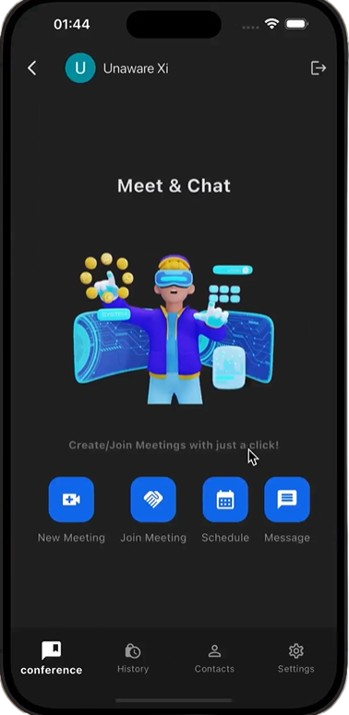 01:44
U
Unaware Xi
Meet & Chat
Create/Join Meetings with just a click!
New Meeting
Join Meeting
Schedule
Message
conference
History
Contacts
Settings